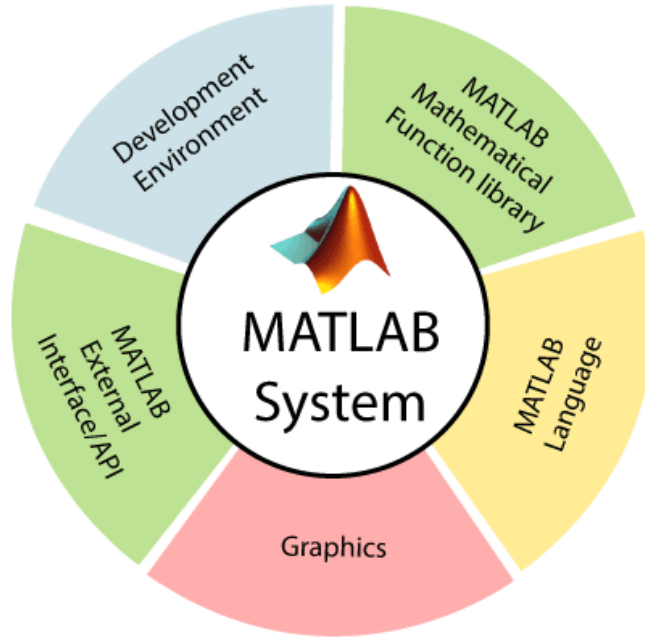 Development
Environment
MATLAB
Mathematical
Function library
MATLAB
System
MATLAB
External
Interface/API
MATLAB
Language
Graphics